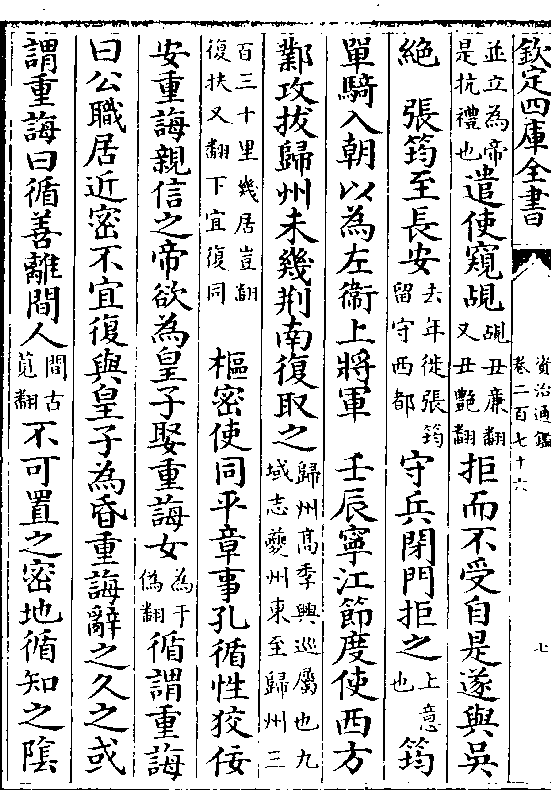 欽定四庫全書
資治通鑑
卷二百七十六
七
並立為帝
是抗禮也
遣使窺覘
覘丑廉翻
又丑豔翻
拒而不受自是遂與吳
絶　張筠至長安
去年徙張筠
留守西都
守兵閉門拒之
上意
也
筠
單騎入朝以為左衞上將軍　壬辰寧江節度使西方
鄴攻拔歸州未幾荆南復取之
歸州高季興巡屬也九
域志夔州東至歸州三
百三十里幾居豈翻
復扶又翻下宜復同
樞密使同平章事孔循性狡佞
安重誨親信之帝欲為皇子娶重誨女
為于
偽翻
循謂重誨
曰公職居近密不宜復與皇子為昏重誨辭之久之或
謂重誨曰循善離間人
間古
莧翻
不可置之密地循知之隂